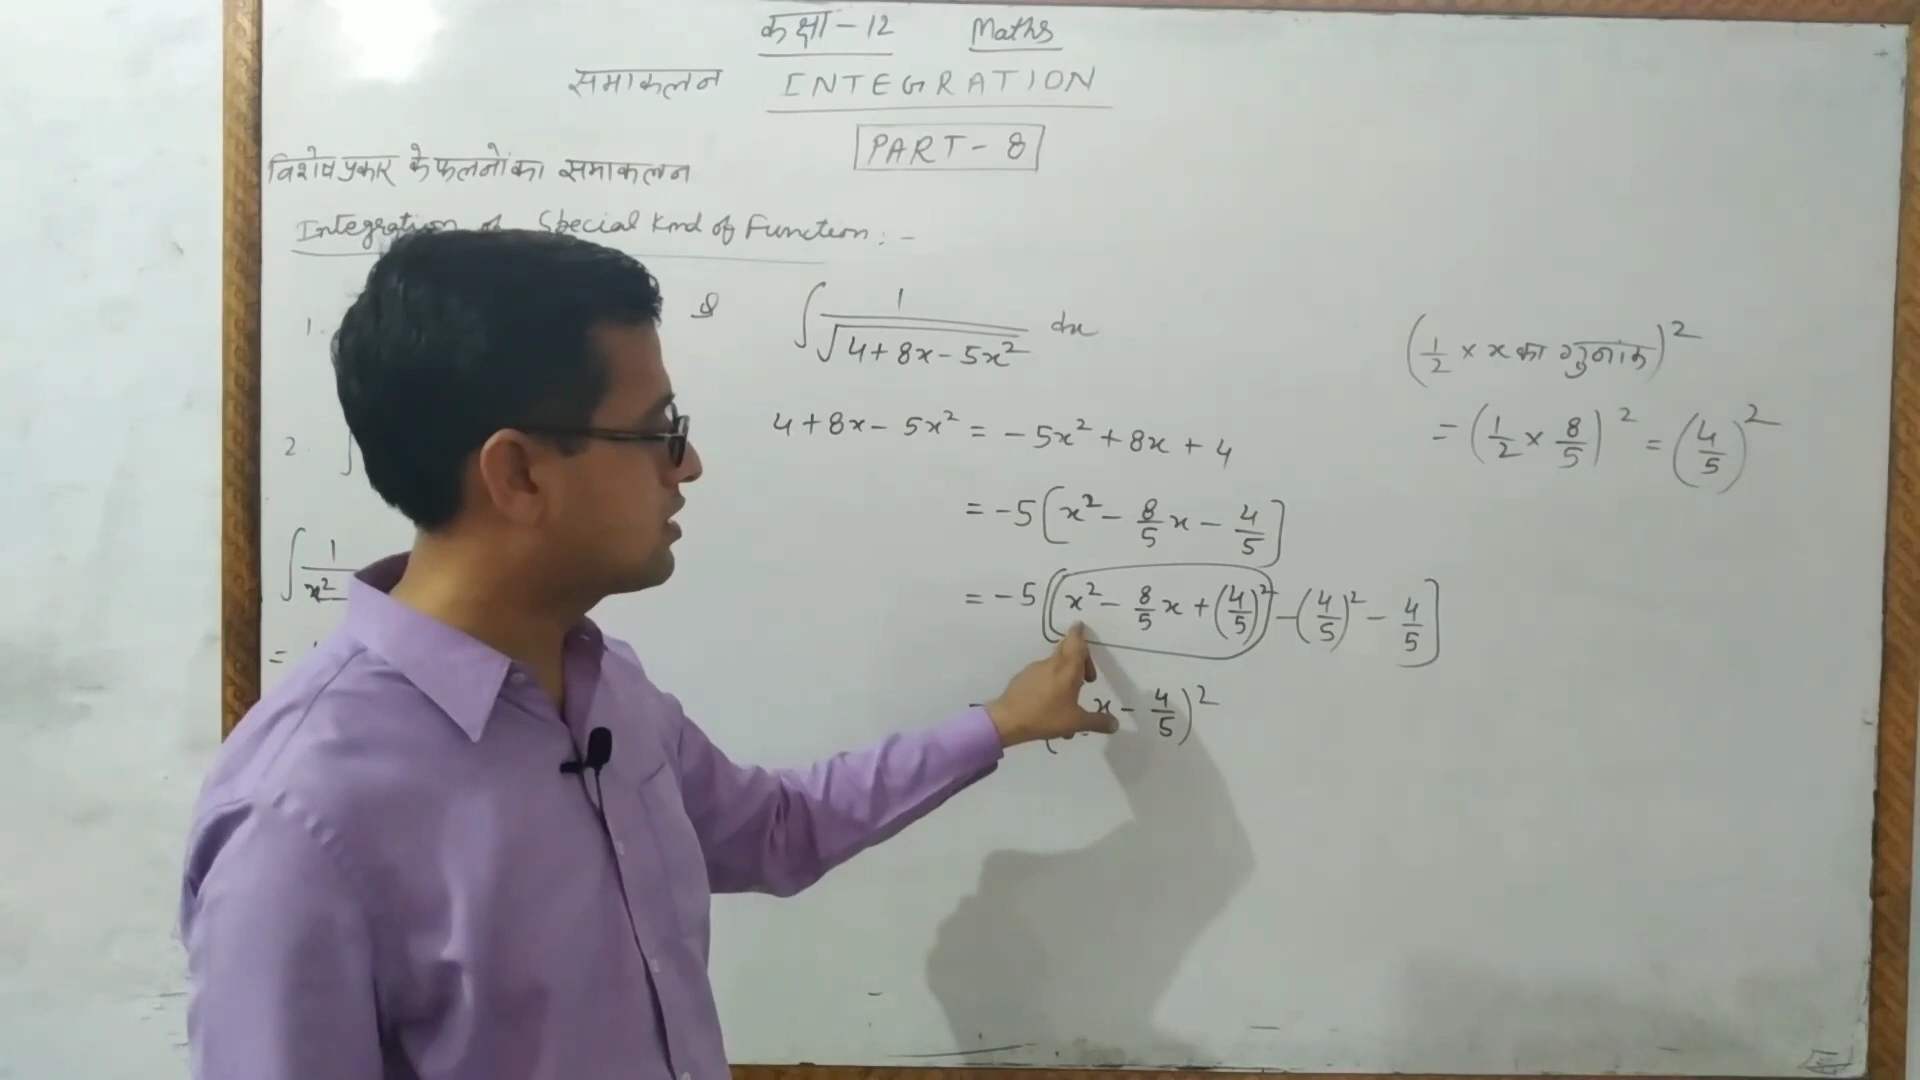 कक्षा - 12 Maths
समाकलन INTEGRATION
PART - 8
विशेष प्रकार के फलनों का समाकलन
Integration of Special Kind of Function : -
1.
Q ∫ 1/√(4 + 8x - 5x²) dx
(1/2 × x का गुनांक)²
= (1/2 × 8/5)² = (4/5)²
4 + 8x - 5x² = - 5x² + 8x + 4
2. ∫
= -5 [x² - 8/5 x - 4/5]
∫ 1/x²
= -5 [(x² - 8/5 x + (4/5)²) - (4/5)² - 4/5]
=
x - 4/5)²